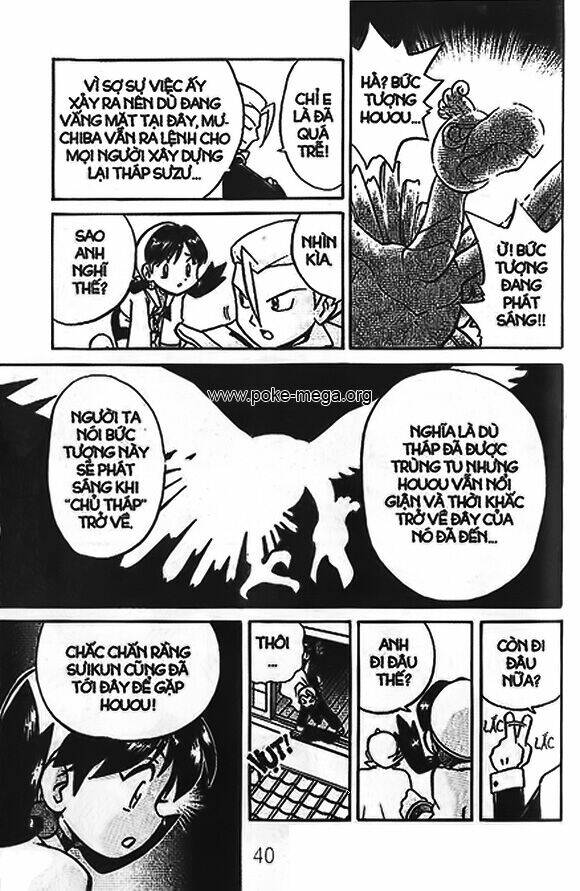 HẢ? BỨC
TƯỢNG
HOUOU...
Ừ! BỨC
TƯỢNG
ĐANG
PHÁT
SÁNG!!
CHỈ E
LÀ ĐÃ
QUÁ
TRỄ!
VÌ SỢ SỰ VIỆC ẤY
XẢY RA NÊN DÙ ĐANG
VẮNG MẶT TẠI ĐÂY, MƯ-
CHIBA VẪN RA LỆNH CHO
MỌI NGƯỜI XÂY DỰNG
LẠI THÁP SUZU...
NHÌN
KÌA.
SAO
ANH
NGHĨ
THẾ?
www.poke-mega.org
NGHĨA LÀ DÙ
THÁP ĐÃ ĐƯỢC
TRÙNG TU NHƯNG
HOUOU VẪN NỔI
GIẬN VÀ THỜI KHẮC
TRỞ VỀ ĐÂY CỦA
NÓ ĐÃ ĐẾN...
NGƯỜI TA
NÓI BỨC
TƯỢNG NÀY
SẼ PHÁT
SÁNG KHI
“CHỦ THÁP”
TRỞ VỀ.
CÒN ĐI
ĐÂU
NỮA?
LẮC
LẮC
ANH
ĐI ĐÂU
THẾ?
THÔI
...
VỤT!
CHẮC CHẮN RẰNG
SUIKUN CŨNG ĐÃ
TỚI ĐÂY ĐỂ GẶP
HOUOU!
40